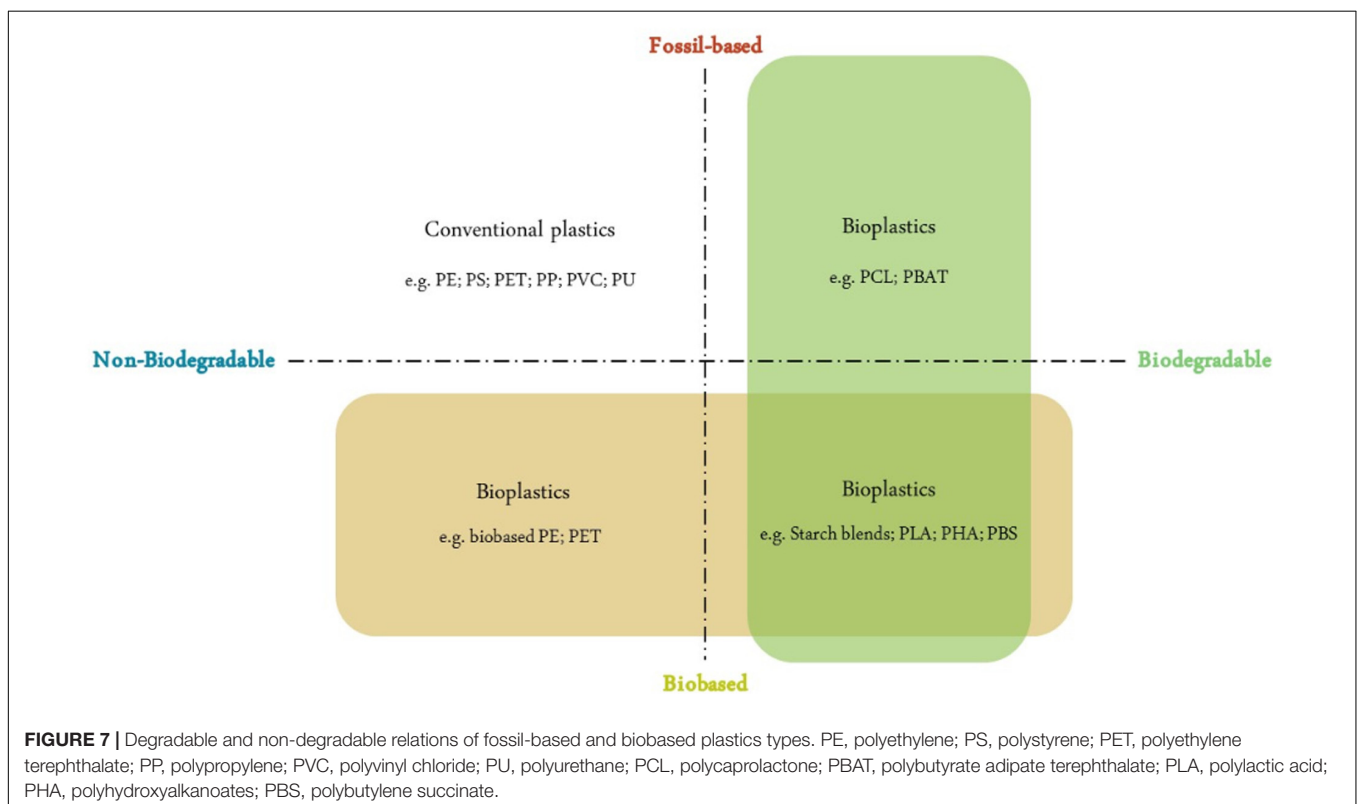 Fossil-based
Conventional plastics
e.g. PE; PS; PET; PP; PVC; PU
Bioplastics
e.g. PCL; PBAT
Non-Biodegradable
Biodegradable
Bioplastics
e.g. biobased PE; PET
Bioplastics
e.g. Starch blends; PLA; PHA; PBS
Biobased
FIGURE 7 | Degradable and non-degradable relations of fossil-based and biobased plastics types. PE, polyethylene; PS, polystyrene; PET, polyethylene
terephthalate; PP, polypropylene; PVC, polyvinyl chloride; PU, polyurethane; PCL, polycaprolactone; PBAT, polybutyrate adipate terephthalate; PLA, polylactic acid;
PHA, polyhydroxyalkanoates; PBS, polybutylene succinate.